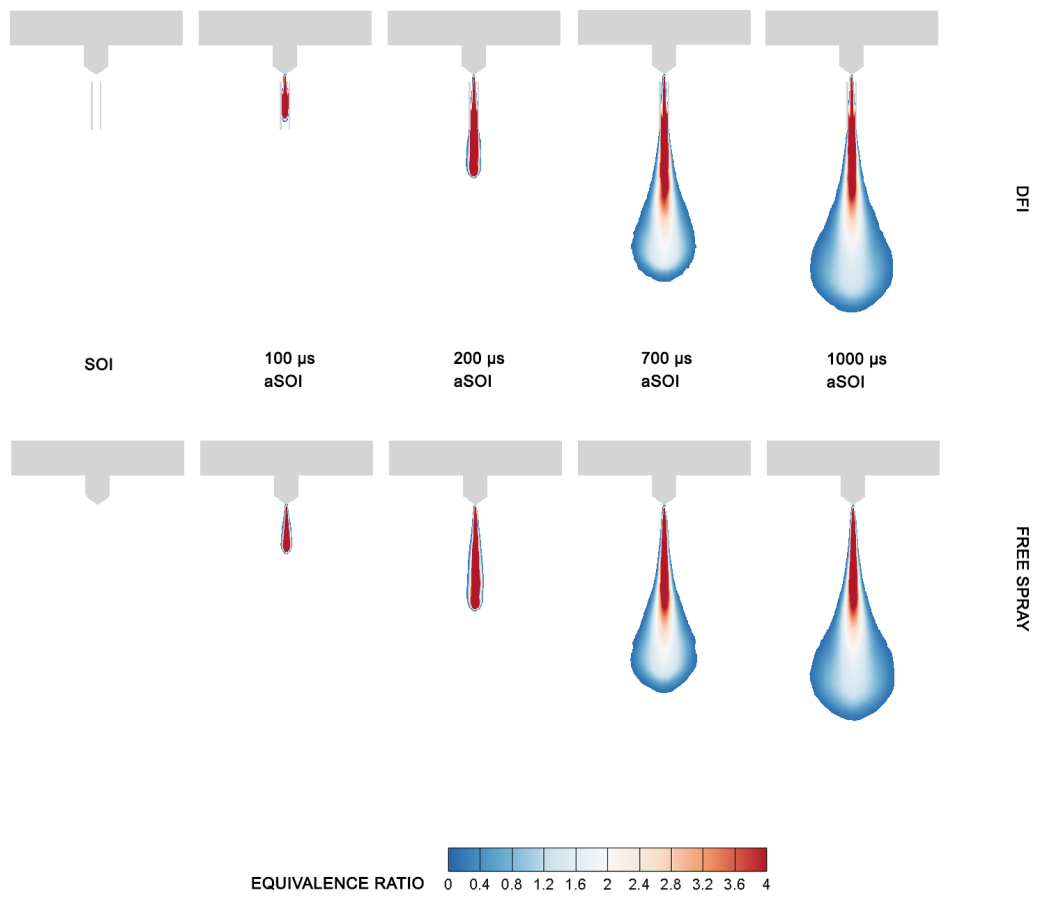 DFI
SOI
100 µs
aSOI
200 µs
aSOI
700 µs
aSOI
1000 µs
aSOI
FREE SPRAY
EQUIVALENCE RATIO
0 0.4 0.8 1.2 1.6 2 2.4 2.8 3.2 3.6 4